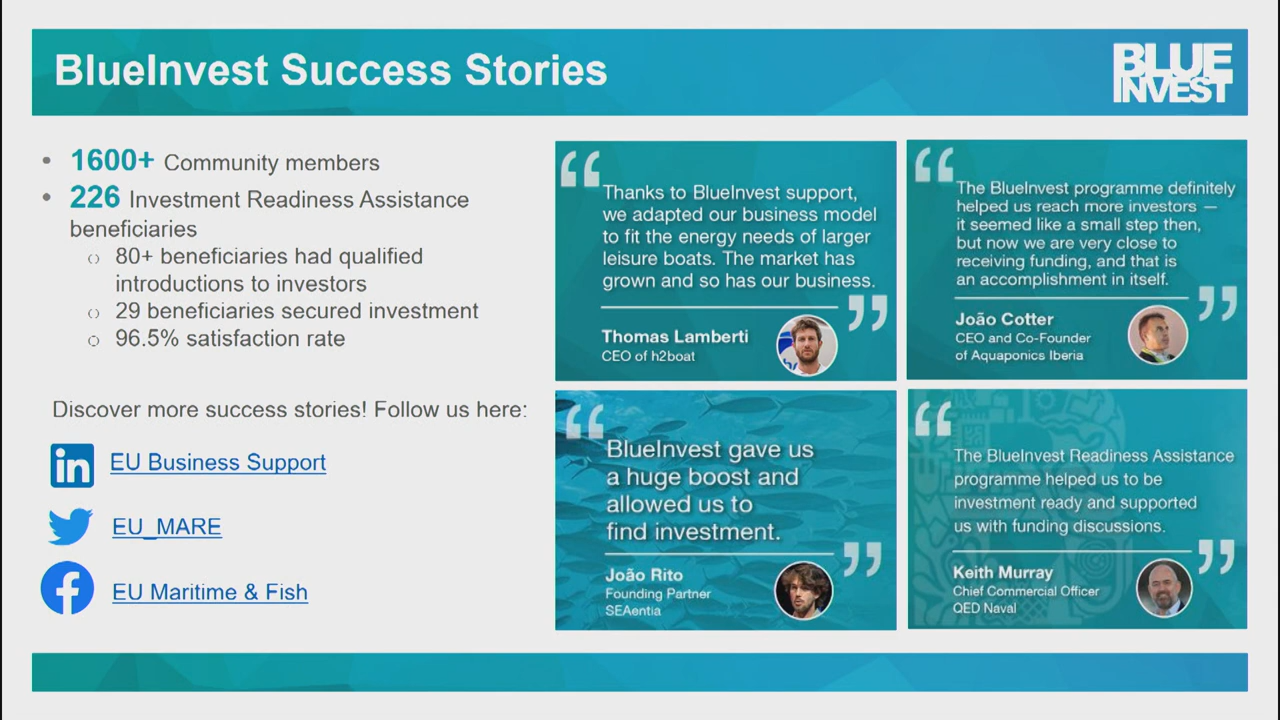 BlueInvest Success Stories
BLUE
INVEST
• 1600+ Community members
• 226 Investment Readiness Assistance
beneficiaries
80+ beneficiaries had qualified
introductions to investors
29 beneficiaries secured investment
96.5% satisfaction rate
Discover more success stories! Follow us here:
in EU Business Support
EU_MARE
f EU Maritime & Fish
“
Thanks to BlueInvest support,
we adapted our business model
to fit the energy needs of larger
leisure boats. The market has
grown and so has our business.
”
Thomas Lamberti
CEO of h2boat
“
The BlueInvest programme definitely
helped us reach more investors —
it seemed like a small step then,
but now we are very close to
receiving funding, and that is
an accomplishment in itself.
”
João Cotter
CEO and Co-Founder
of Aquaponics Iberia
“
BlueInvest gave us
a huge boost and
allowed us to
find investment.
”
João Rito
Founding Partner
SEAentia
“
The BlueInvest Readiness Assistance
programme helped us to be
investment ready and supported
us with funding discussions.
”
Keith Murray
Chief Commercial Officer
QED Naval